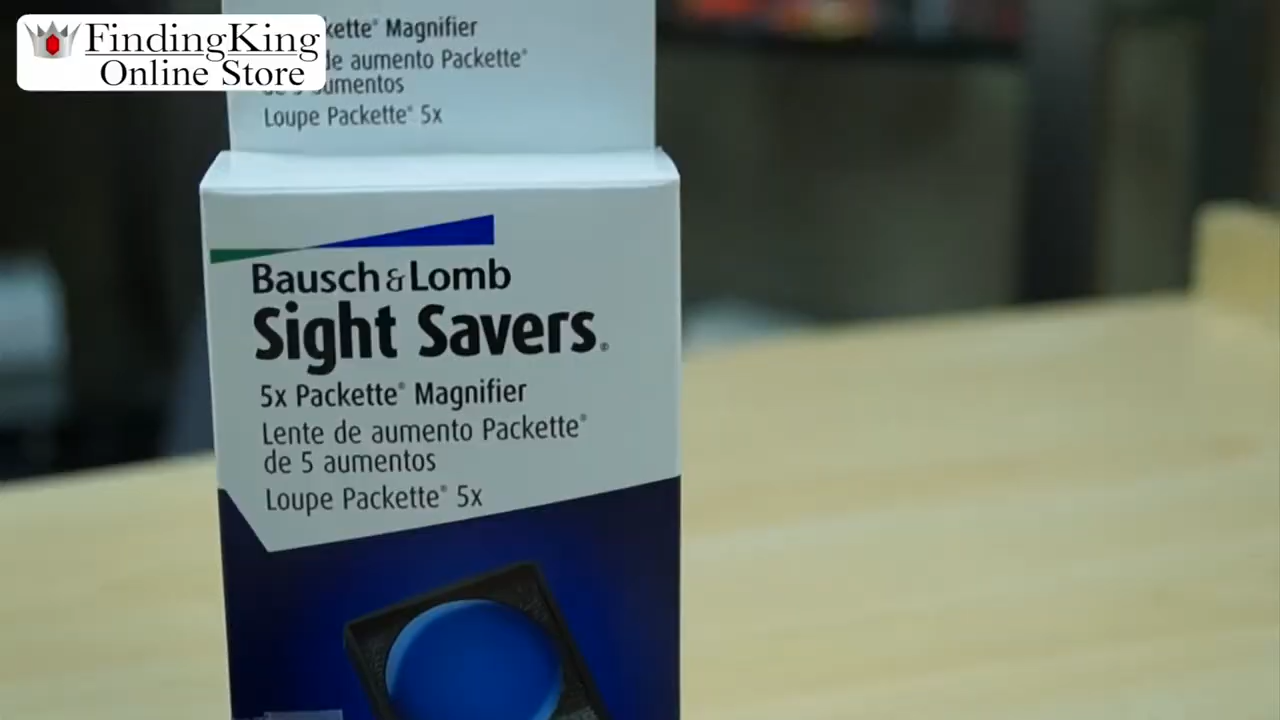 FindingKing
Online Store
Magnifier
de aumento Packette®
aumentos
Loupe Packette® 5x
Bausch & Lomb
Sight Savers®
5x Packette® Magnifier
Lente de aumento Packette®
de 5 aumentos
Loupe Packette® 5x